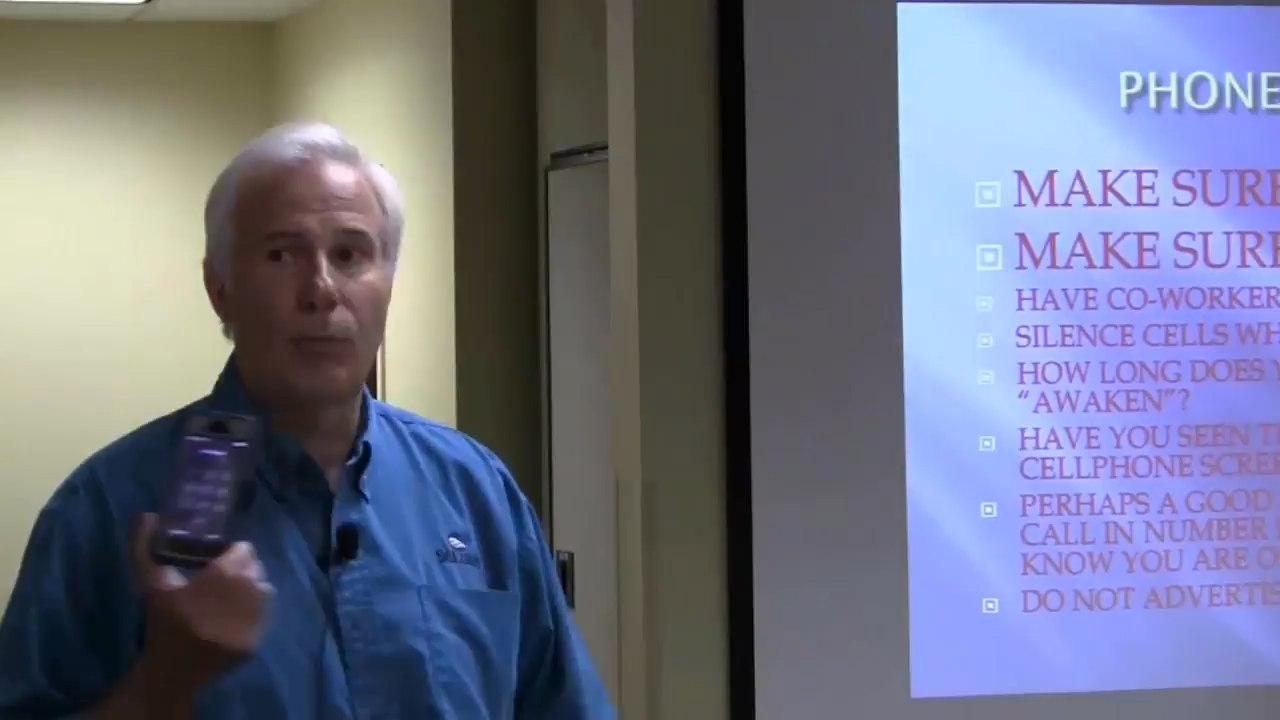 PHONE
MAKE SURE
MAKE SURE
HAVE CO-WORKER
SILENCE CELLS WH
HOW LONG DOES Y
"AWAKEN"?
HAVE YOU SEEN T
CELLPHONE SCREE
PERHAPS A GOOD
CALL IN NUMBER
KNOW YOU ARE O
DO NOT ADVERTIS